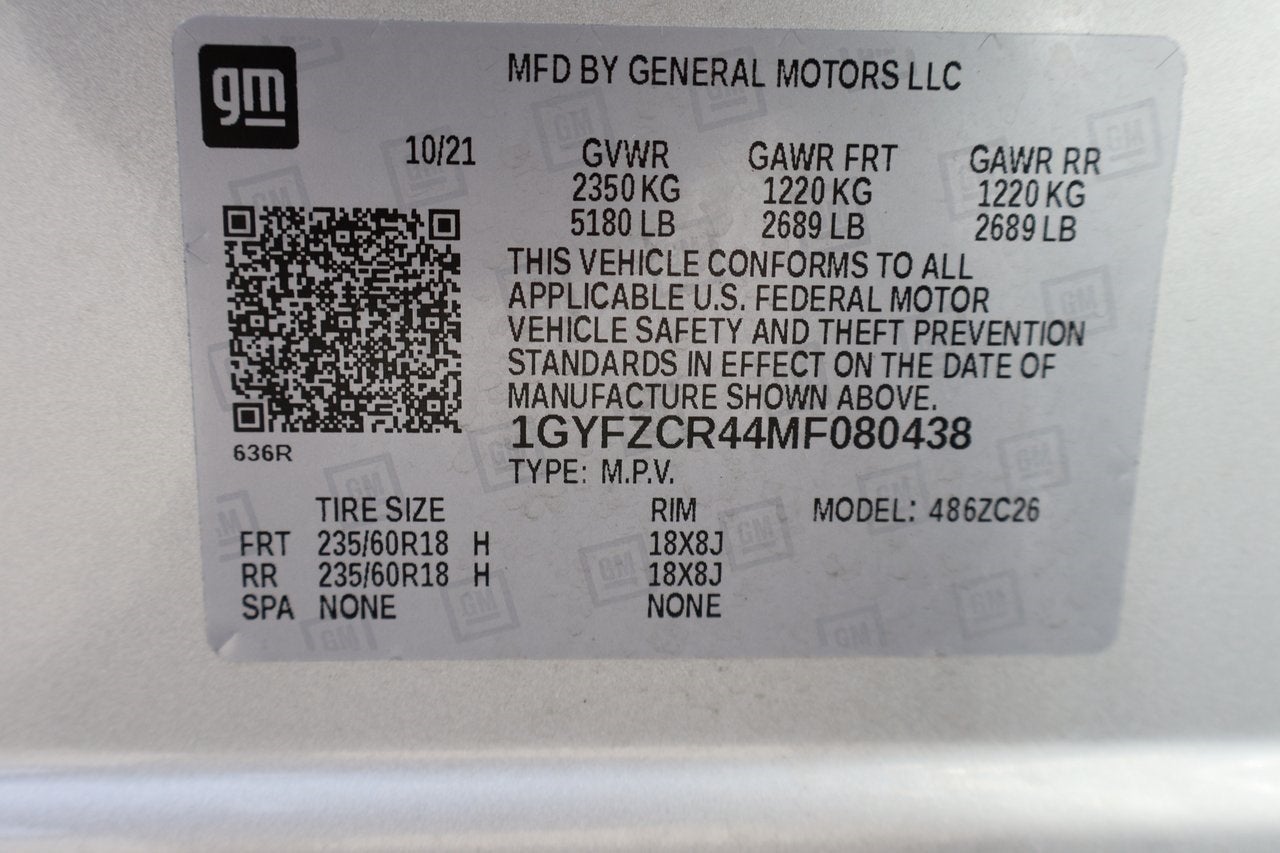 gm
MFD BY GENERAL MOTORS LLC
10/21 GVWR GAWR FRT GAWR RR
2350 KG 1220 KG 1220 KG
5180 LB 2689 LB 2689 LB
THIS VEHICLE CONFORMS TO ALL
APPLICABLE U.S. FEDERAL MOTOR
VEHICLE SAFETY AND THEFT PREVENTION
STANDARDS IN EFFECT ON THE DATE OF
MANUFACTURE SHOWN ABOVE.
1GYFZCR44MF080438
636R
TYPE: M.P.V.
TIRE SIZE RIM MODEL: 486ZC26
FRT 235/60R18 H 18X8J
RR 235/60R18 H 18X8J
SPA NONE NONE